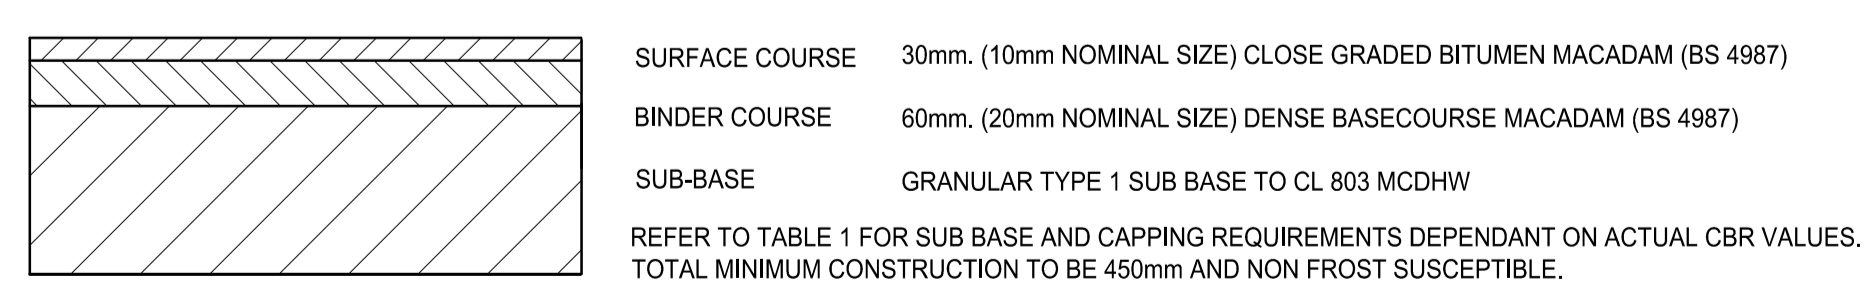 SURFACE COURSE 30mm. (10mm NOMINAL SIZE) CLOSE GRADED BITUMEN MACADAM (BS 4987)
BINDER COURSE 60mm. (20mm NOMINAL SIZE) DENSE BASECOURSE MACADAM (BS 4987)
SUB-BASE GRANULAR TYPE 1 SUB BASE TO CL 803 MCDHW
REFER TO TABLE 1 FOR SUB BASE AND CAPPING REQUIREMENTS DEPENDANT ON ACTUAL CBR VALUES.
TOTAL MINIMUM CONSTRUCTION TO BE 450mm AND NON FROST SUSCEPTIBLE.